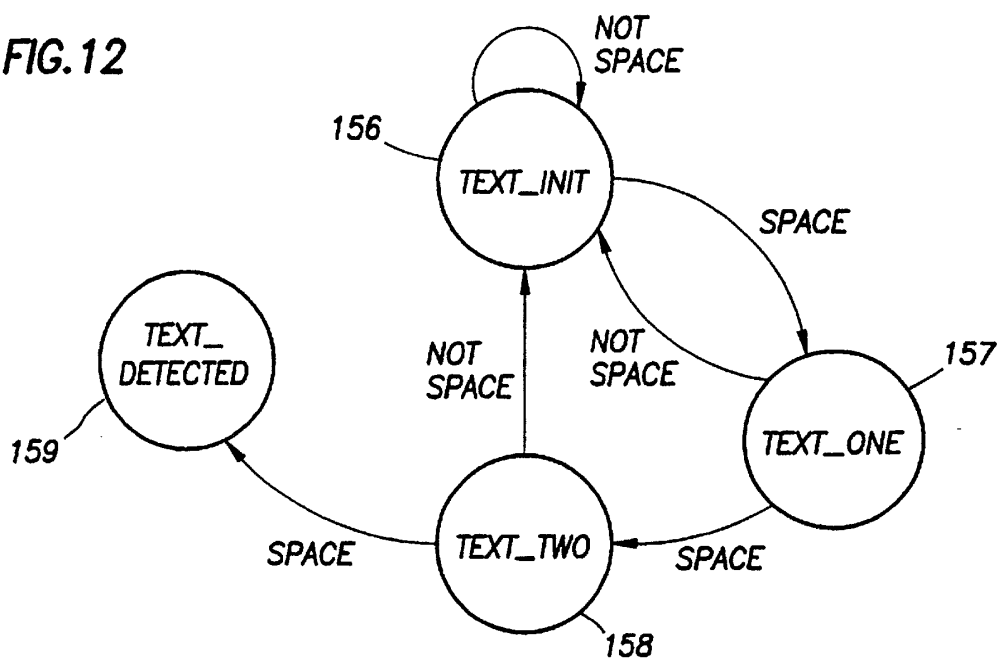 FIG.12
NOT
SPACE
156
TEXT_INIT
SPACE
TEXT_
DETECTED
NOT
SPACE
NOT
SPACE
157
159
TEXT_ONE
SPACE
TEXT_TWO
SPACE
158